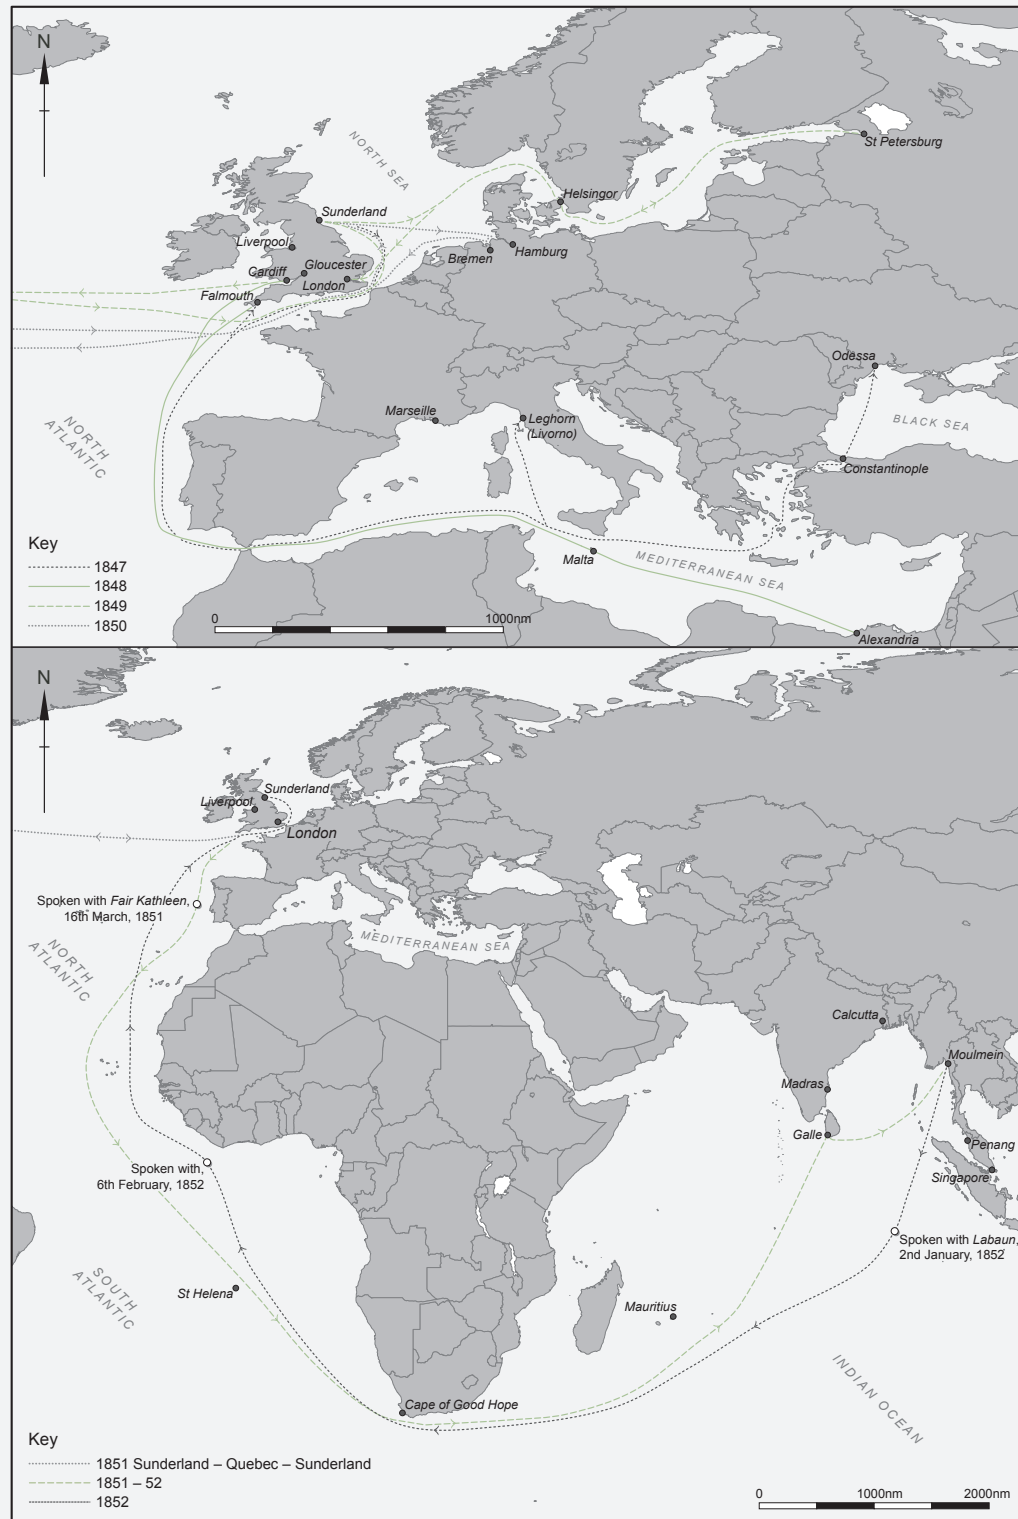 N
NORTH SEA
St Petersburg
Helsingor
Sunderland
Liverpool
Hamburg
Bremen
Gloucester
Cardiff
London
Falmouth
Odessa
Marseille
Leghorn
(Livorno)
BLACK SEA
NORTH
ATLANTIC
Constantinople
Key
1847
1848
1849
1850
Malta
MEDITERRANEAN SEA
0 1000nm
Alexandria
N
Sunderland
Liverpool
London
Spoken with Fair Kathleen,
16th March, 1851
MEDITERRANEAN SEA
NORTH
ATLANTIC
Calcutta
Moulmein
Madras
Galle
Penang
Singapore
Spoken with,
6th February, 1852
Spoken with Labaun,
2nd January, 1852
St Helena
SOUTH
ATLANTIC
Mauritius
INDIAN OCEAN
Cape of Good Hope
Key
1851 Sunderland – Quebec – Sunderland
1851 – 52
1852
0 1000nm 2000nm